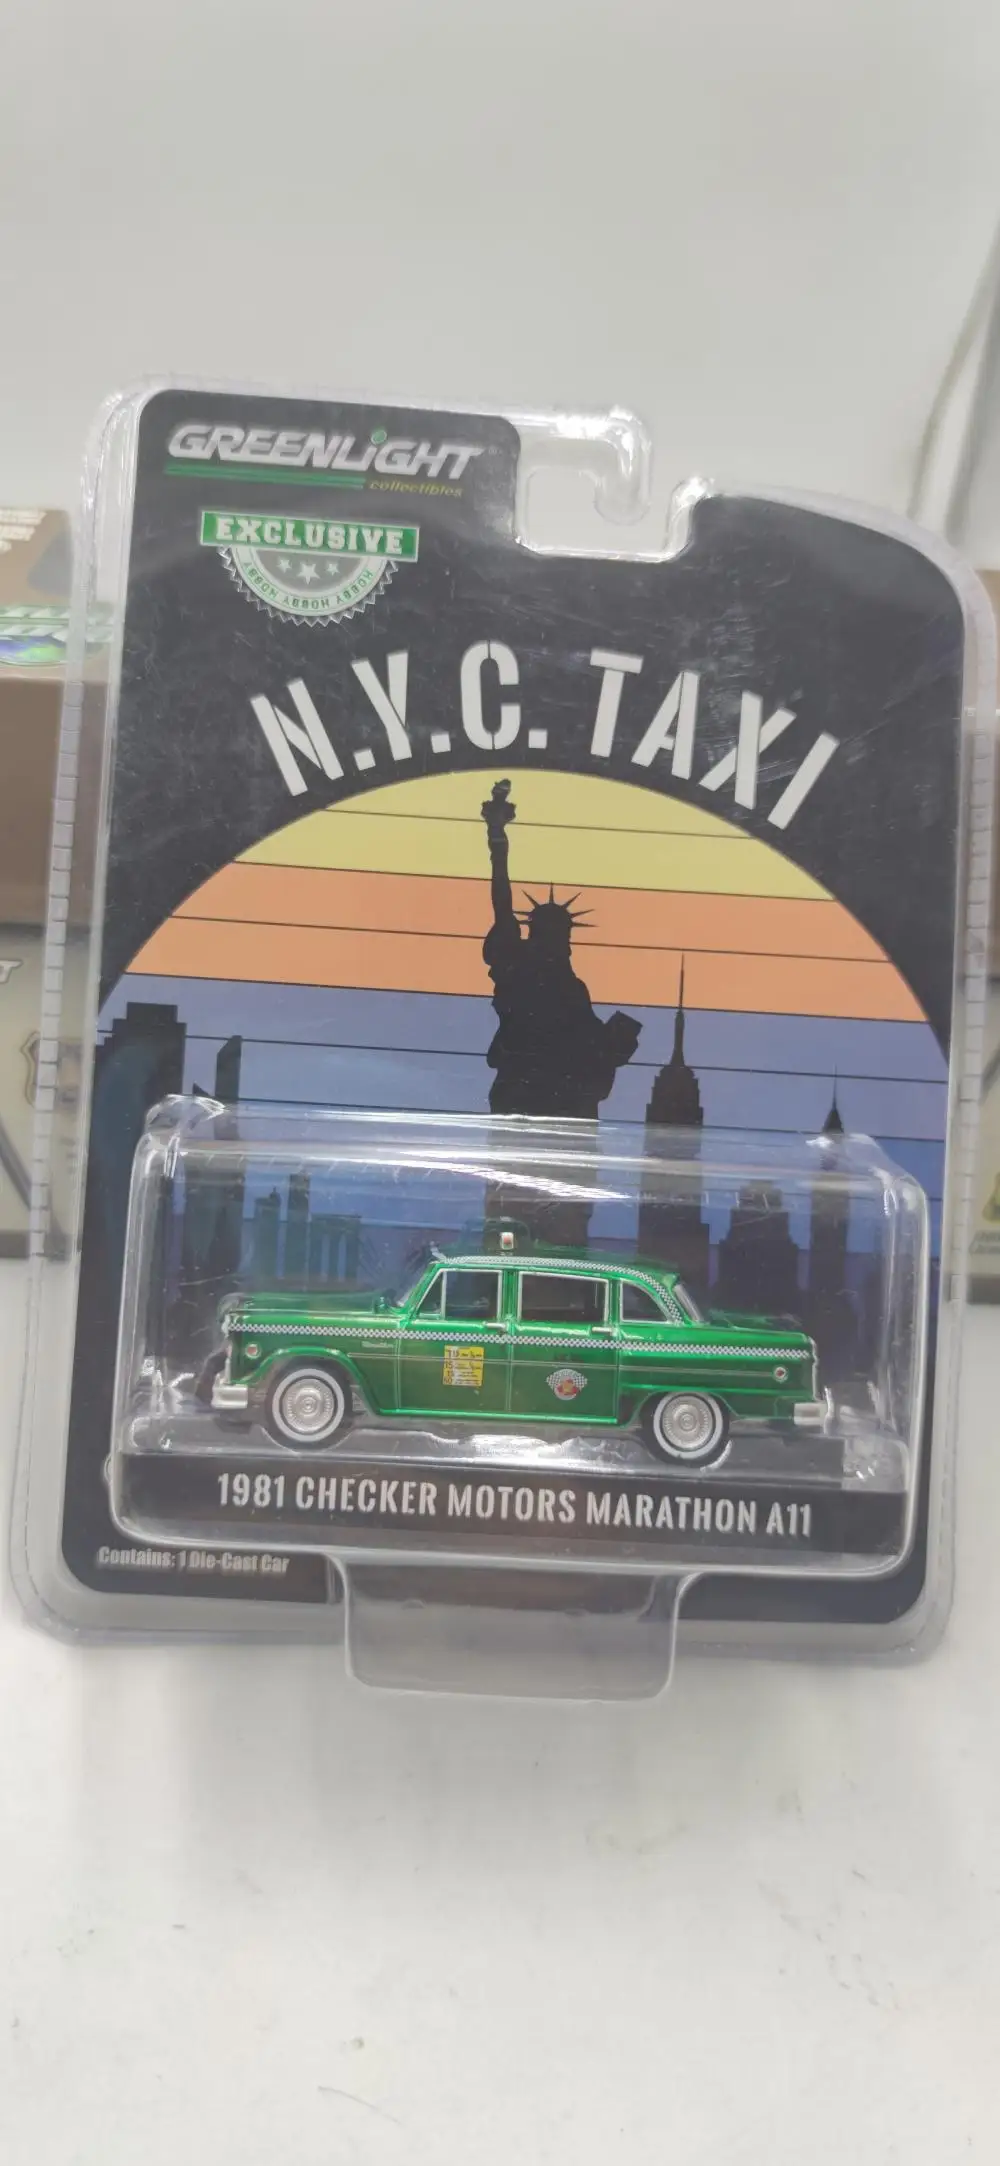 GREENLiGHT
collectibles
EXCLUSIVE
HOBBY HOBBY HOBBY
N.Y.C. TAXI
1981 CHECKER MOTORS MARATHON A11
Contains: 1 Die-Cast Car